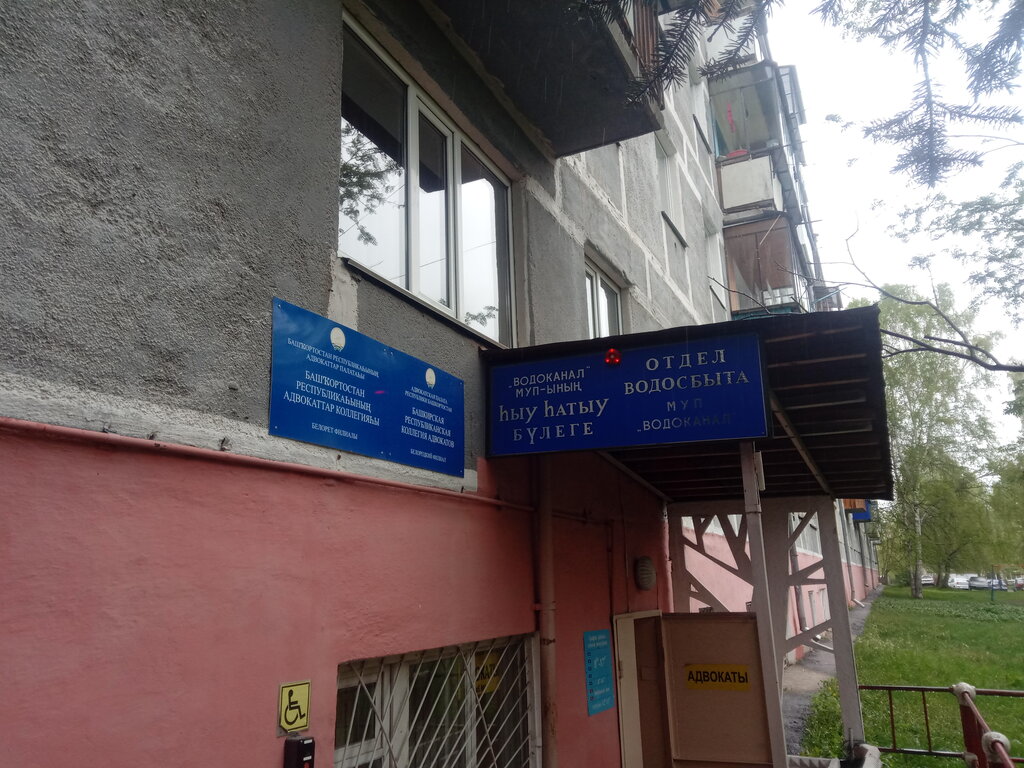 БАШҠОРТОСТАН РЕСПУБЛИКАҺЫНЫҢ
АДВОКАТТАР ПАЛАТАҺЫ
БАШҠОРТОСТАН
РЕСПУБЛИКАҺЫНЫҢ
АДВОКАТТАР КОЛЛЕГИЯҺЫ
БЕЛОРЕТ ФИЛИАЛЫ
АДВОКАТСКАЯ ПАЛАТА
РЕСПУБЛИКИ БАШКОРТОСТАН
БАШКИРСКАЯ
РЕСПУБЛИКАНСКАЯ
КОЛЛЕГИЯ АДВОКАТОВ
БЕЛОРЕЦКИЙ ФИЛИАЛ
„ВОДОКАНАЛ"
МУП-ЫНЫҢ
ҺЫУ ҺАТЫУ
БҮЛЕГЕ
ОТДЕЛ
ВОДОСБЫТА
МУП
„ВОДОКАНАЛ"
АДВОКАТЫ